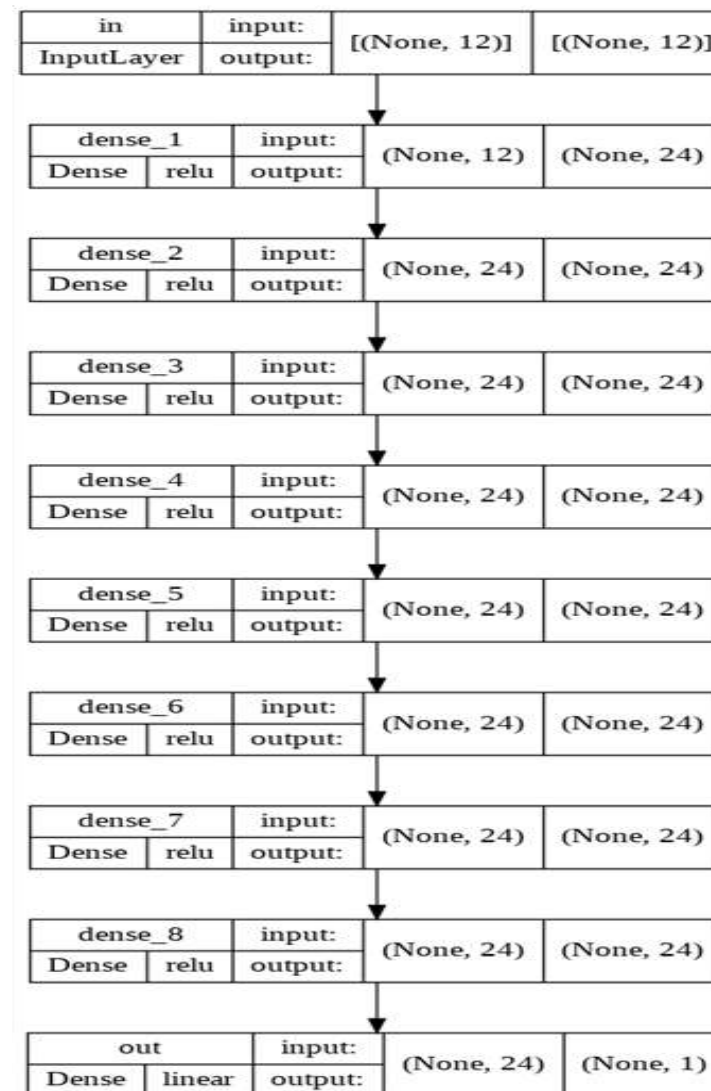 in input: [(None, 12)] [(None, 12)]
InputLayer output:
dense_1 input: (None, 12) (None, 24)
Dense relu output:
dense_2 input: (None, 24) (None, 24)
Dense relu output:
dense_3 input: (None, 24) (None, 24)
Dense relu output:
dense_4 input: (None, 24) (None, 24)
Dense relu output:
dense_5 input: (None, 24) (None, 24)
Dense relu output:
dense_6 input: (None, 24) (None, 24)
Dense relu output:
dense_7 input: (None, 24) (None, 24)
Dense relu output:
dense_8 input: (None, 24) (None, 24)
Dense relu output:
out input: (None, 24) (None, 1)
Dense linear output: